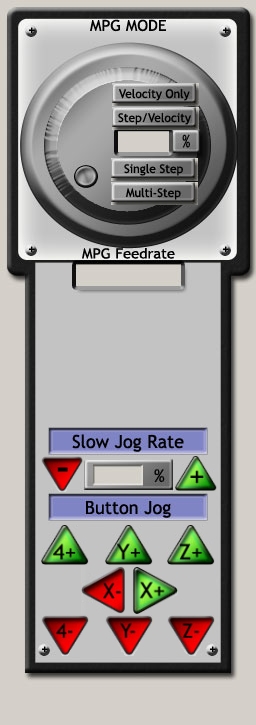 MPG MODE
Velocity Only
Step/Velocity
%
Single Step
Multi-Step
MPG Feedrate
Slow Jog Rate
- % +
Button Jog
4+ Y+ Z+
X- X+
4- Y- Z-